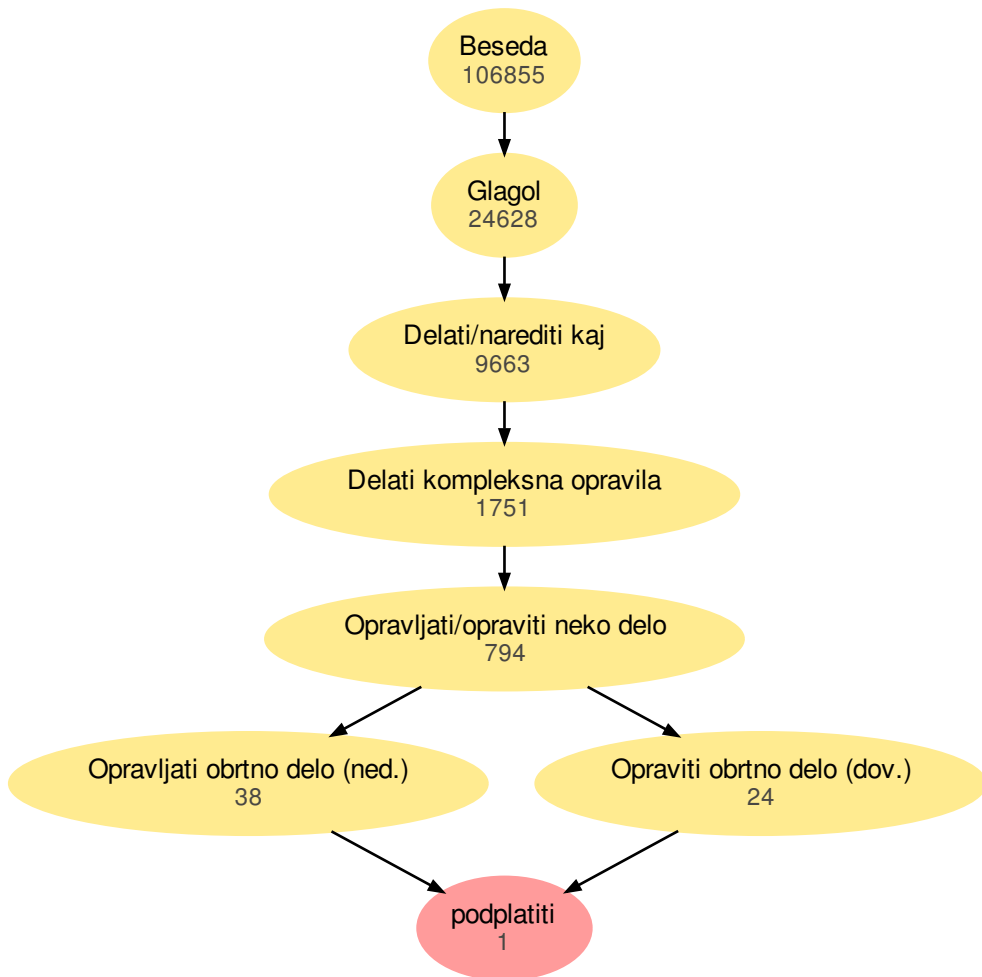 Beseda
106855
Glagol
24628
Delati/narediti kaj
9663
Delati kompleksna opravila
1751
Opravljati/opraviti neko delo
794
Opravljati obrtno delo (ned.)
38
Opraviti obrtno delo (dov.)
24
podplatiti
1